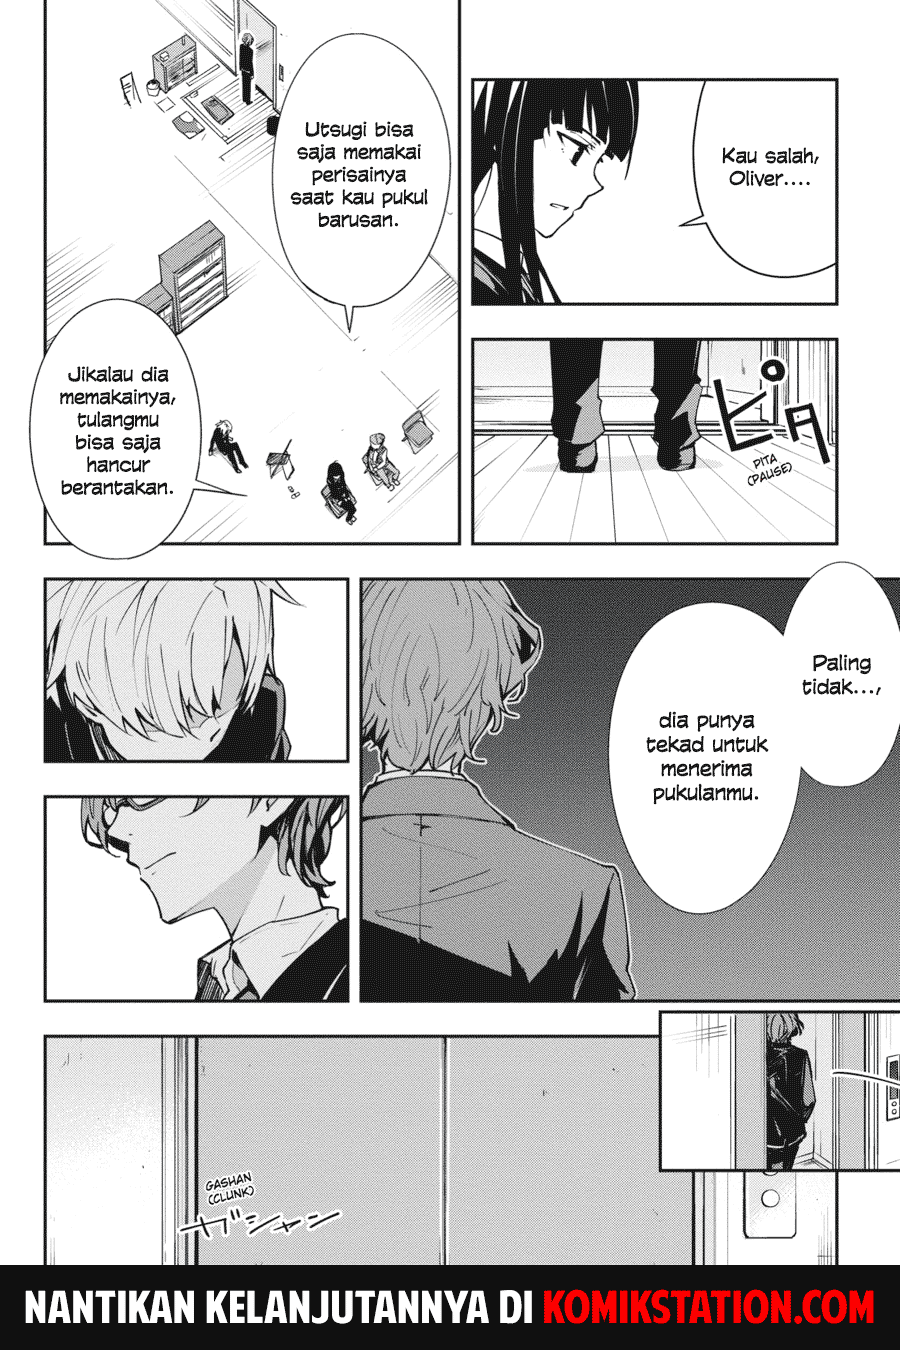 Kau salah,
Oliver....
ピタ
PITA
(PAUSE)
Utsugi bisa
saja memakai
perisainya
saat kau pukul
barusan.
Jikalau dia
memakainya,
tulangmu
bisa saja
hancur
berantakan.
Paling
tidak...,
dia punya
tekad untuk
menerima
pukulanmu.
GASHAN
(CLUNK)
ガシャン
NANTIKAN KELANJUTANNYA DI KOMIKSTATION.COM